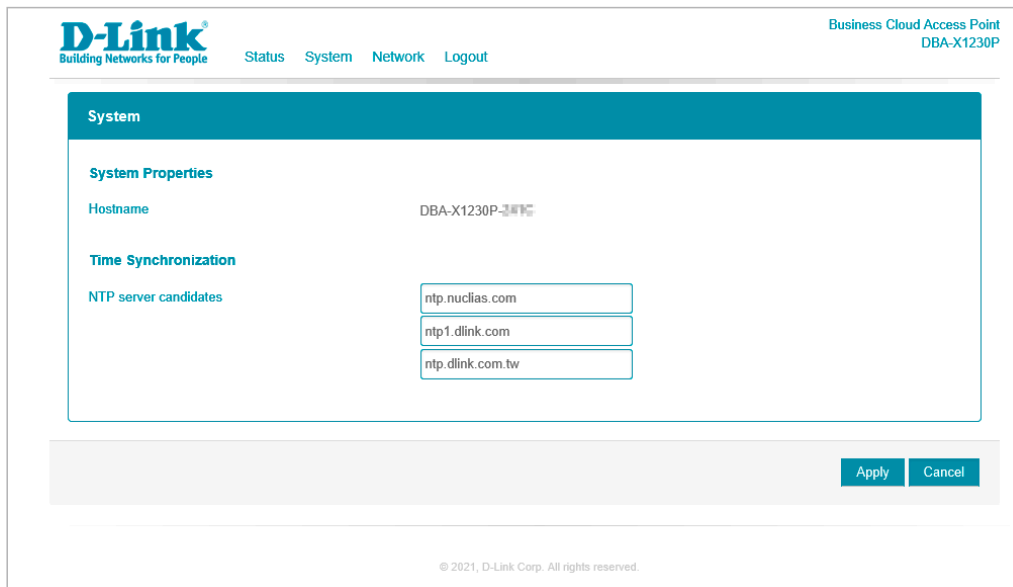 D-Link®
Building Networks for People
Status System Network Logout
Business Cloud Access Point
DBA-X1230P
System
System Properties
Hostname DBA-X1230P-
Time Synchronization
NTP server candidates ntp.nuclias.com
ntp1.dlink.com
ntp.dlink.com.tw
Apply Cancel
© 2021, D-Link Corp. All rights reserved.